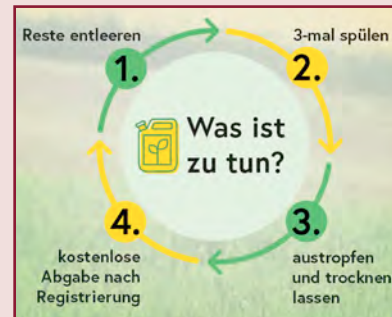 Reste entleeren
1.
3-mal spülen
2.
Was ist
zu tun?
3.
austropfen
und trocknen
lassen
4.
kostenlose
Abgabe nach
Registrierung